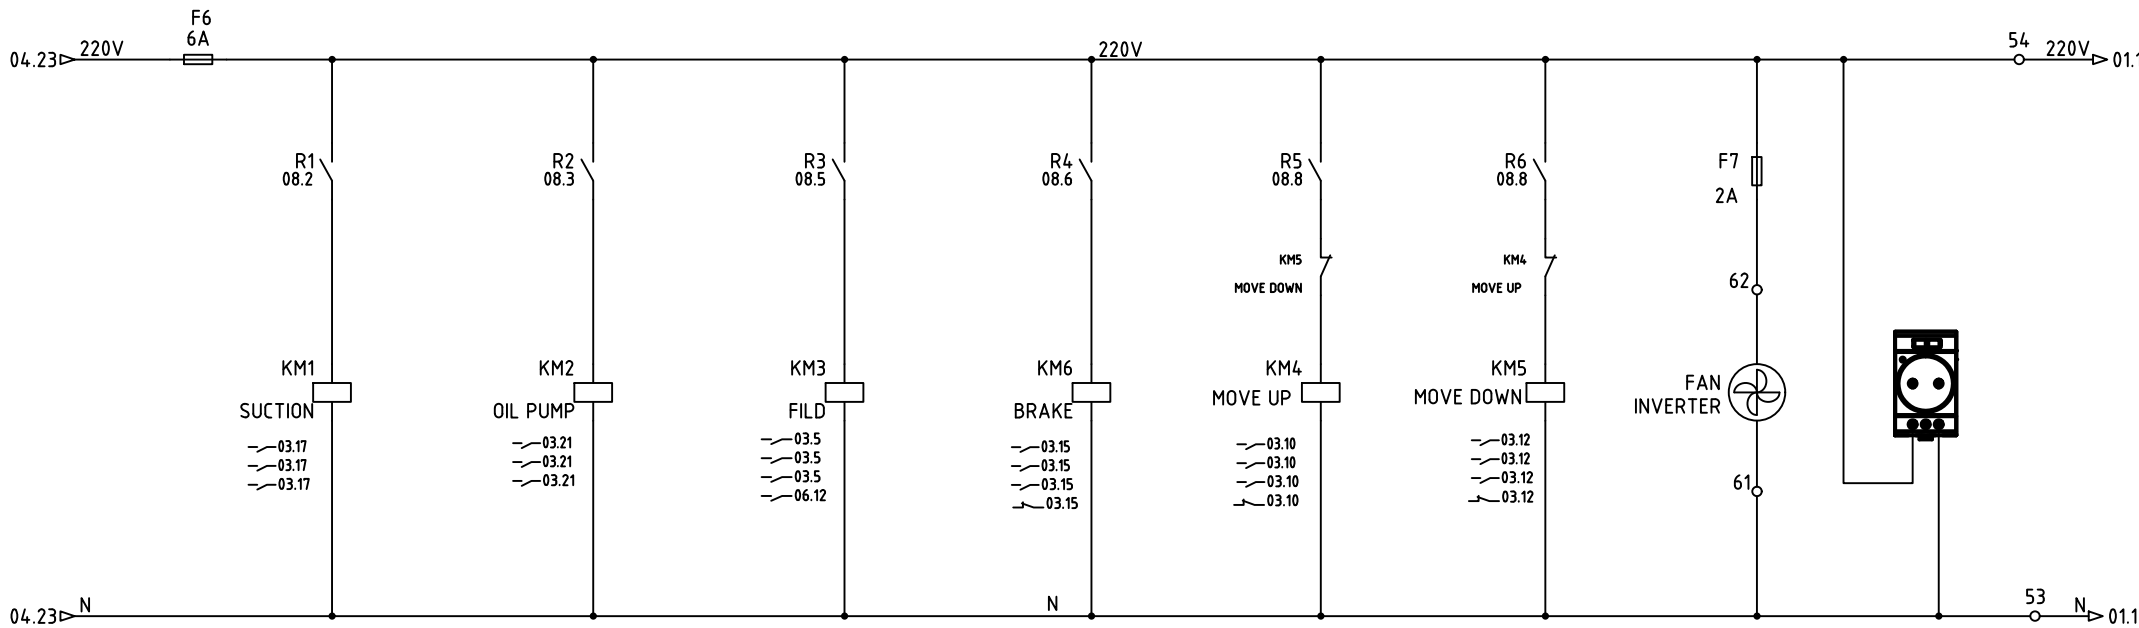 F6
6A
04.23 220V
220V
54 220V
01.1
R1
08.2
R2
08.3
R3
08.5
R4
08.6
R5
08.8
R6
08.8
F7
2A
KM5
MOVE DOWN
KM4
MOVE UP
62
KM1
SUCTION
03.17
03.17
03.17
KM2
OIL PUMP
03.21
03.21
03.21
KM3
FILD
03.5
03.5
03.5
06.12
KM6
BRAKE
03.15
03.15
03.15
03.15
KM4
MOVE UP
03.10
03.10
03.10
03.10
KM5
MOVE DOWN
03.12
03.12
03.12
03.12
FAN
INVERTER
61
04.23 N
N
53
N 01.1